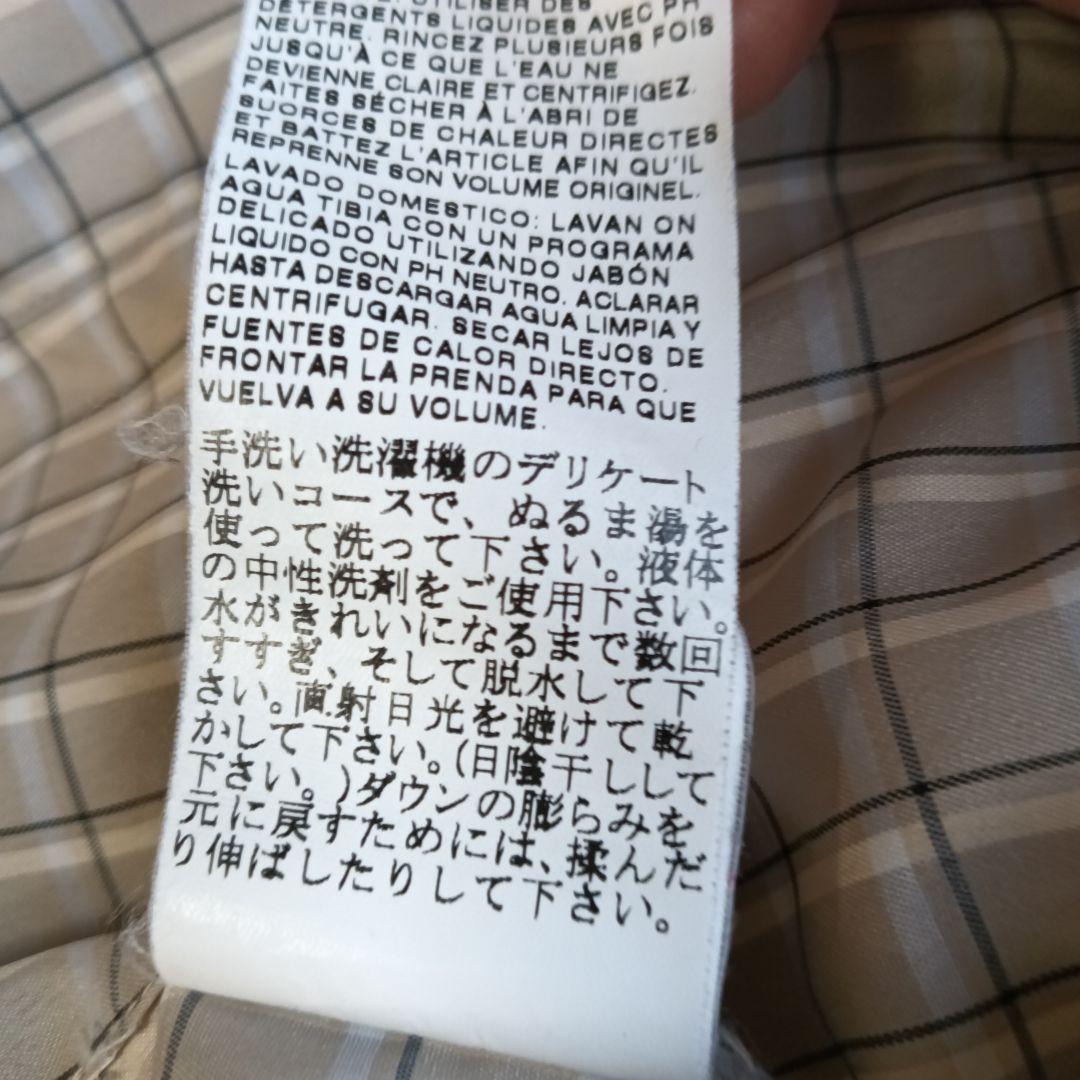 UTILISER DES
DÉTERGENTS LIQUIDES AVEC PH
NEUTRE. RINCEZ PLUSIEURS FOIS
JUSQU'À CE QUE L'EAU NE
DEVIENNE CLAIRE ET CENTRIFIGEZ.
FAITES SÉCHER À L'ABRI DE
SUORCES DE CHALEUR DIRECTES
ET BATTEZ L'ARTICLE AFIN QU'IL
REPRENNE SON VOLUME ORIGINEL.
LAVADO DOMESTICO: LAVAN ON
AGUA TIBIA CON UN PROGRAMA
DELICADO UTILIZANDO JABÓN
LIQUIDO CON PH NEUTRO. ACLARAR
HASTA DESCARGAR AGUA LIMPIA Y
CENTRIFUGAR. SECAR LEJOS DE
FUENTES DE CALOR DIRECTO.
FRONTAR LA PRENDA PARA QUE
VUELVA A SU VOLUME.
手洗い洗濯機のデリケート
洗いコースで、ぬるま湯を
使って洗って下さい。液体
の中性洗剤をご使用下さい。
水がきれいになるまで数回
すすぎ、そして脱水して下
さい。直射日光を避けて乾
かして下さい。(日陰干しして
下さい。)ダウンの膨らみを
元に戻すためには、揉んだ
り伸ばしたりして下さい。